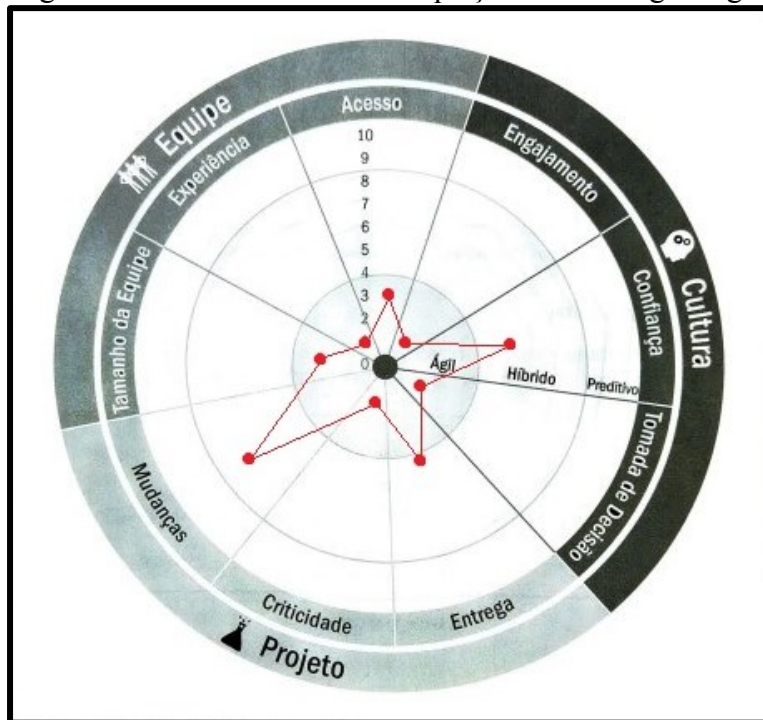 Equipe
Cultura
Projeto
Acesso
Engajamento
Confiança
Tomada de Decisão
Entrega
Criticidade
Mudanças
Tamanho da Equipe
Experiência
10
9
8
7
6
5
4
3
2
0
Ágil
Híbrido
Preditivo